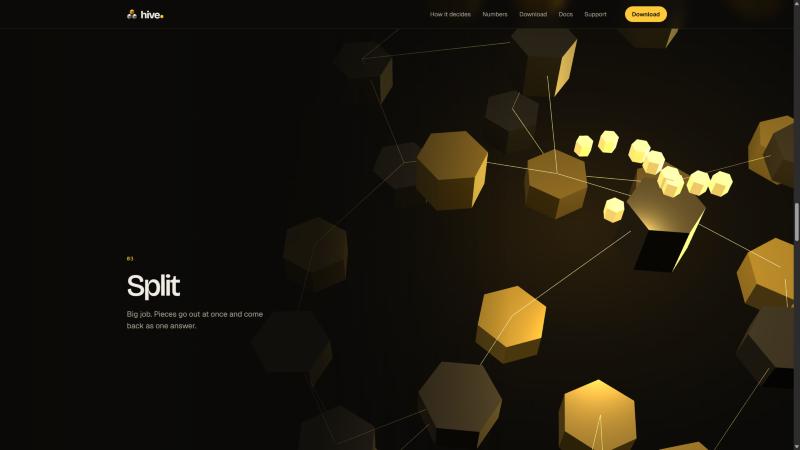 hive.
How it decides
Numbers
Download
Docs
Support
Download
03
Split
Big job. Pieces go out at once and come
back as one answer.